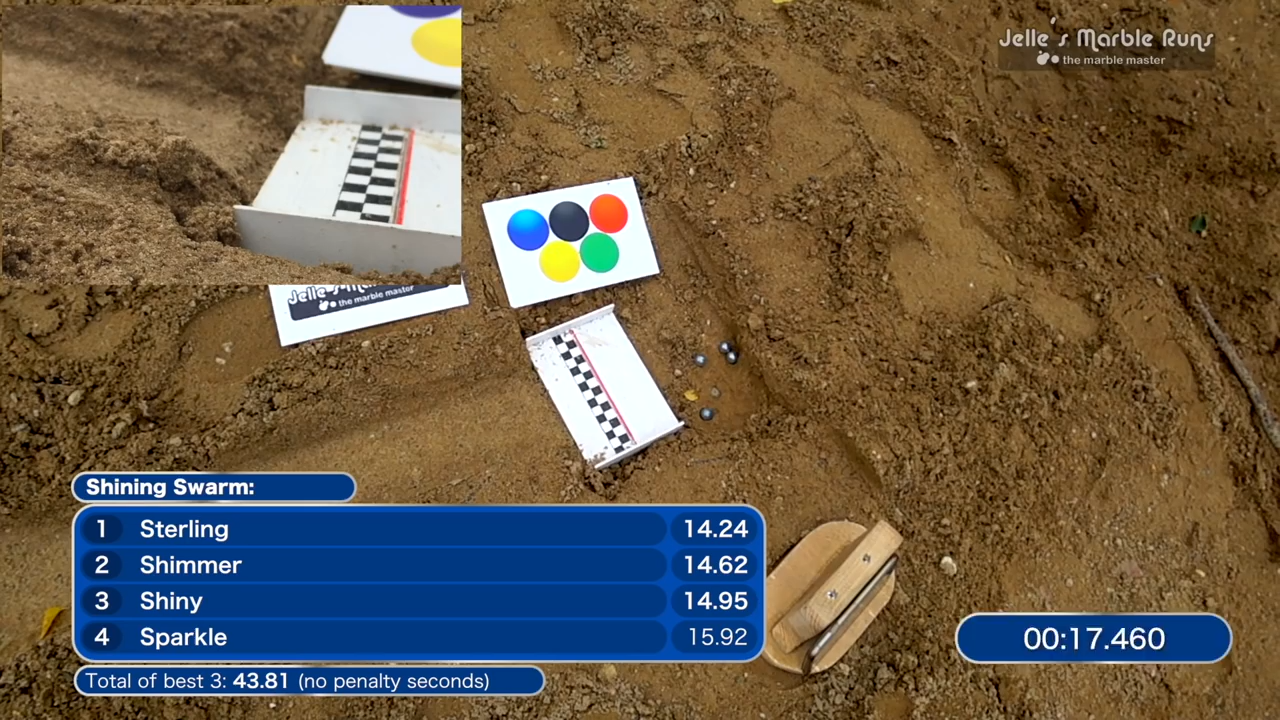 Jelle's Marble Runs
the marble master
Jelle's Marble
the marble master
Shining Swarm:
1 Sterling 14.24
2 Shimmer 14.62
3 Shiny 14.95
4 Sparkle 15.92
Total of best 3: 43.81 (no penalty seconds)
00:17.460